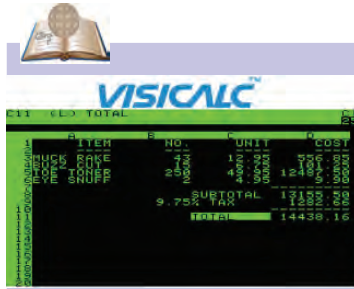 VISICALC™
C11 (L) TOTAL
A B C D
1 ITEM NO. UNIT COST
MUCK RAKE 43 12.95 556.85
BUZZ CUT 15 6.75 101.25
TOE TONER 250 49.95 12487.50
EYE SNUFF 2 4.95 9.90
SUBTOTAL 13155.50
9.75% TAX 1282.66
TOTAL 14438.16